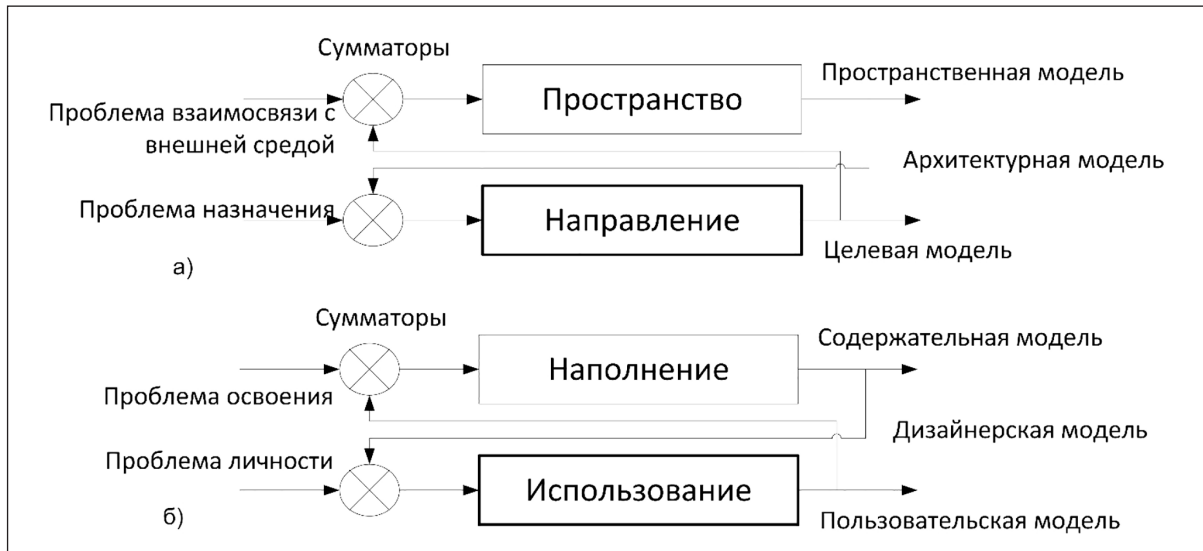 Сумматоры
Пространственная модель
Пространство
Проблема взаимосвязи с
внешней средой
Архитектурная модель
Проблема назначения
Направление
Целевая модель
а)
Сумматоры
Содержательная модель
Наполнение
Проблема освоения
Дизайнерская модель
Проблема личности
Использование
Пользовательская модель
б)